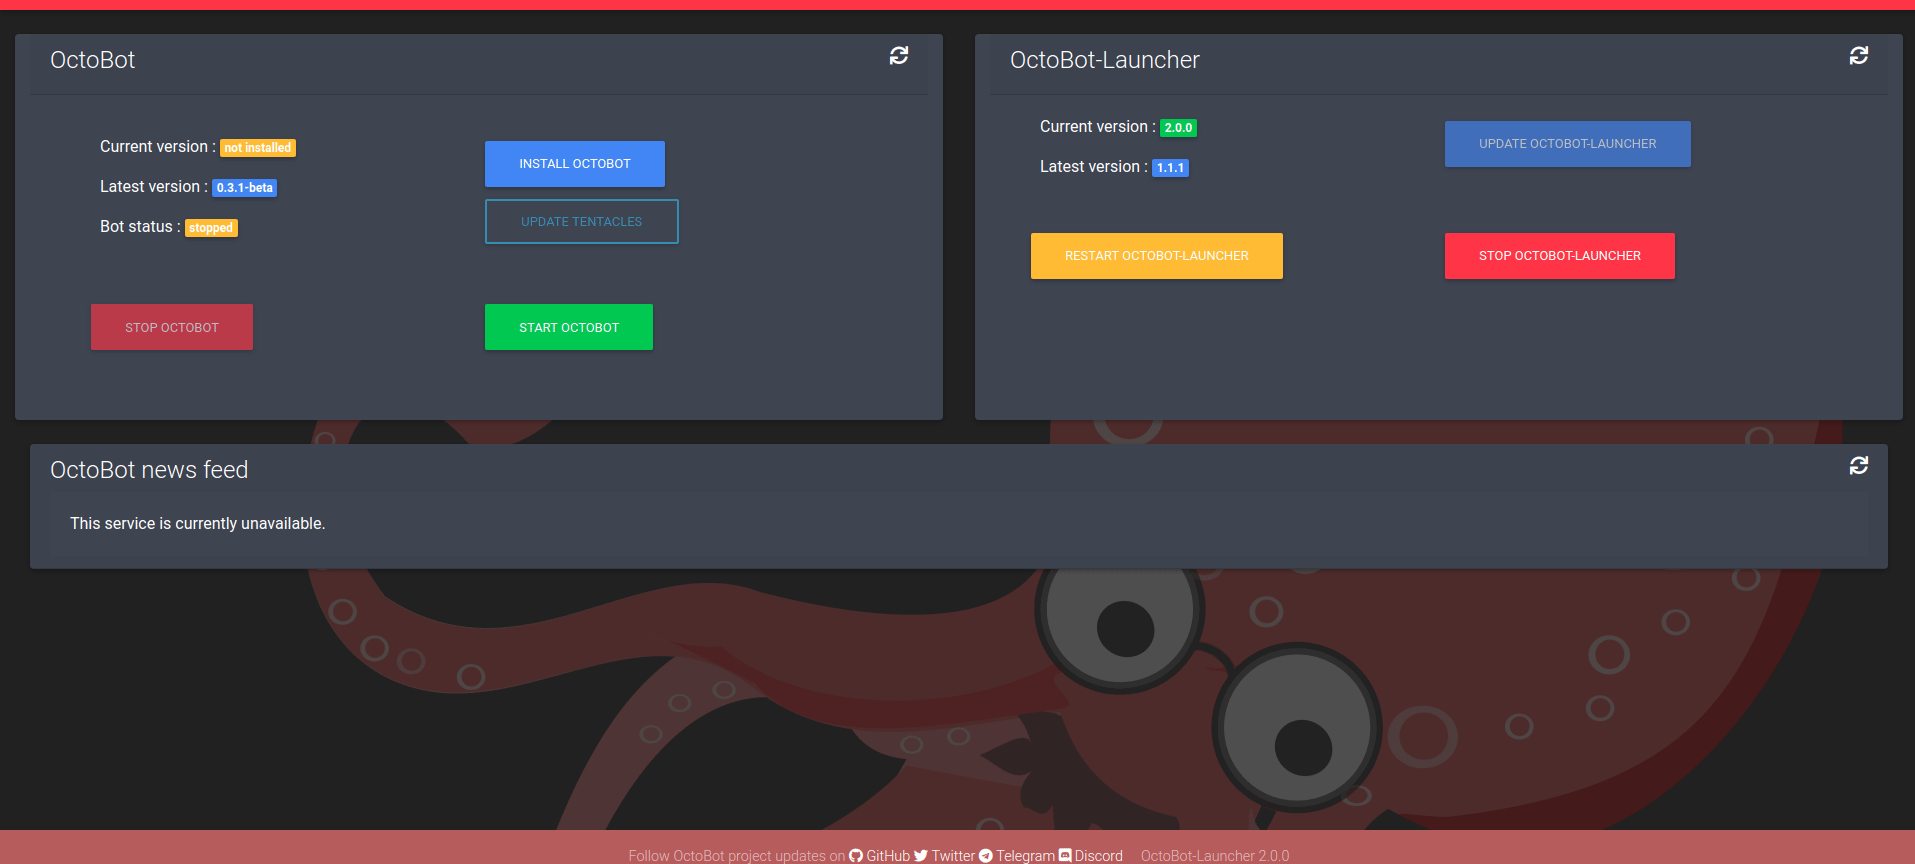 OctoBot
Current version : not installed
Latest version : 0.3.1-beta
Bot status : stopped
INSTALL OCTOBOT
UPDATE TENTACLES
STOP OCTOBOT
START OCTOBOT
OctoBot-Launcher
Current version : 2.0.0
Latest version : 1.1.1
UPDATE OCTOBOT-LAUNCHER
RESTART OCTOBOT-LAUNCHER
STOP OCTOBOT-LAUNCHER
OctoBot news feed
This service is currently unavailable.
Follow OctoBot project updates on GitHub Twitter Telegram Discord OctoBot-Launcher 2.0.0